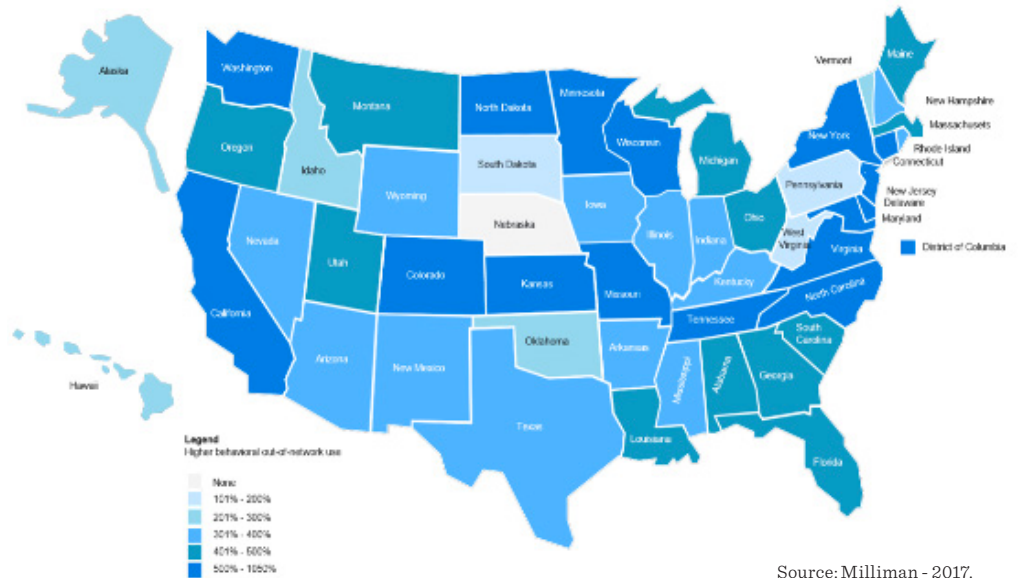 Alaska
Washington
Oregon
California
Idaho
Nevada
Montana
Wyoming
Utah
Arizona
Colorado
New Mexico
North Dakota
South Dakota
Nebraska
Kansas
Oklahoma
Texas
Minnesota
Iowa
Missouri
Arkansas
Louisiana
Wisconsin
Illinois
Michigan
Indiana
Ohio
Kentucky
Tennessee
Mississippi
Alabama
Georgia
Florida
South
Carolina
North Carolina
Virginia
West
Virginia
Pennsylvania
New York
Vermont
Maine
New Hampshire
Massachusets
Rhode Island
Connecticut
New Jersey
Delaware
Maryland
District of Columbia
Hawaii
Legend
Higher behavioral out-of-network use
None
101% - 200%
201% - 300%
301% - 400%
401% - 500%
500% - 1050%
Source: Milliman - 2017.